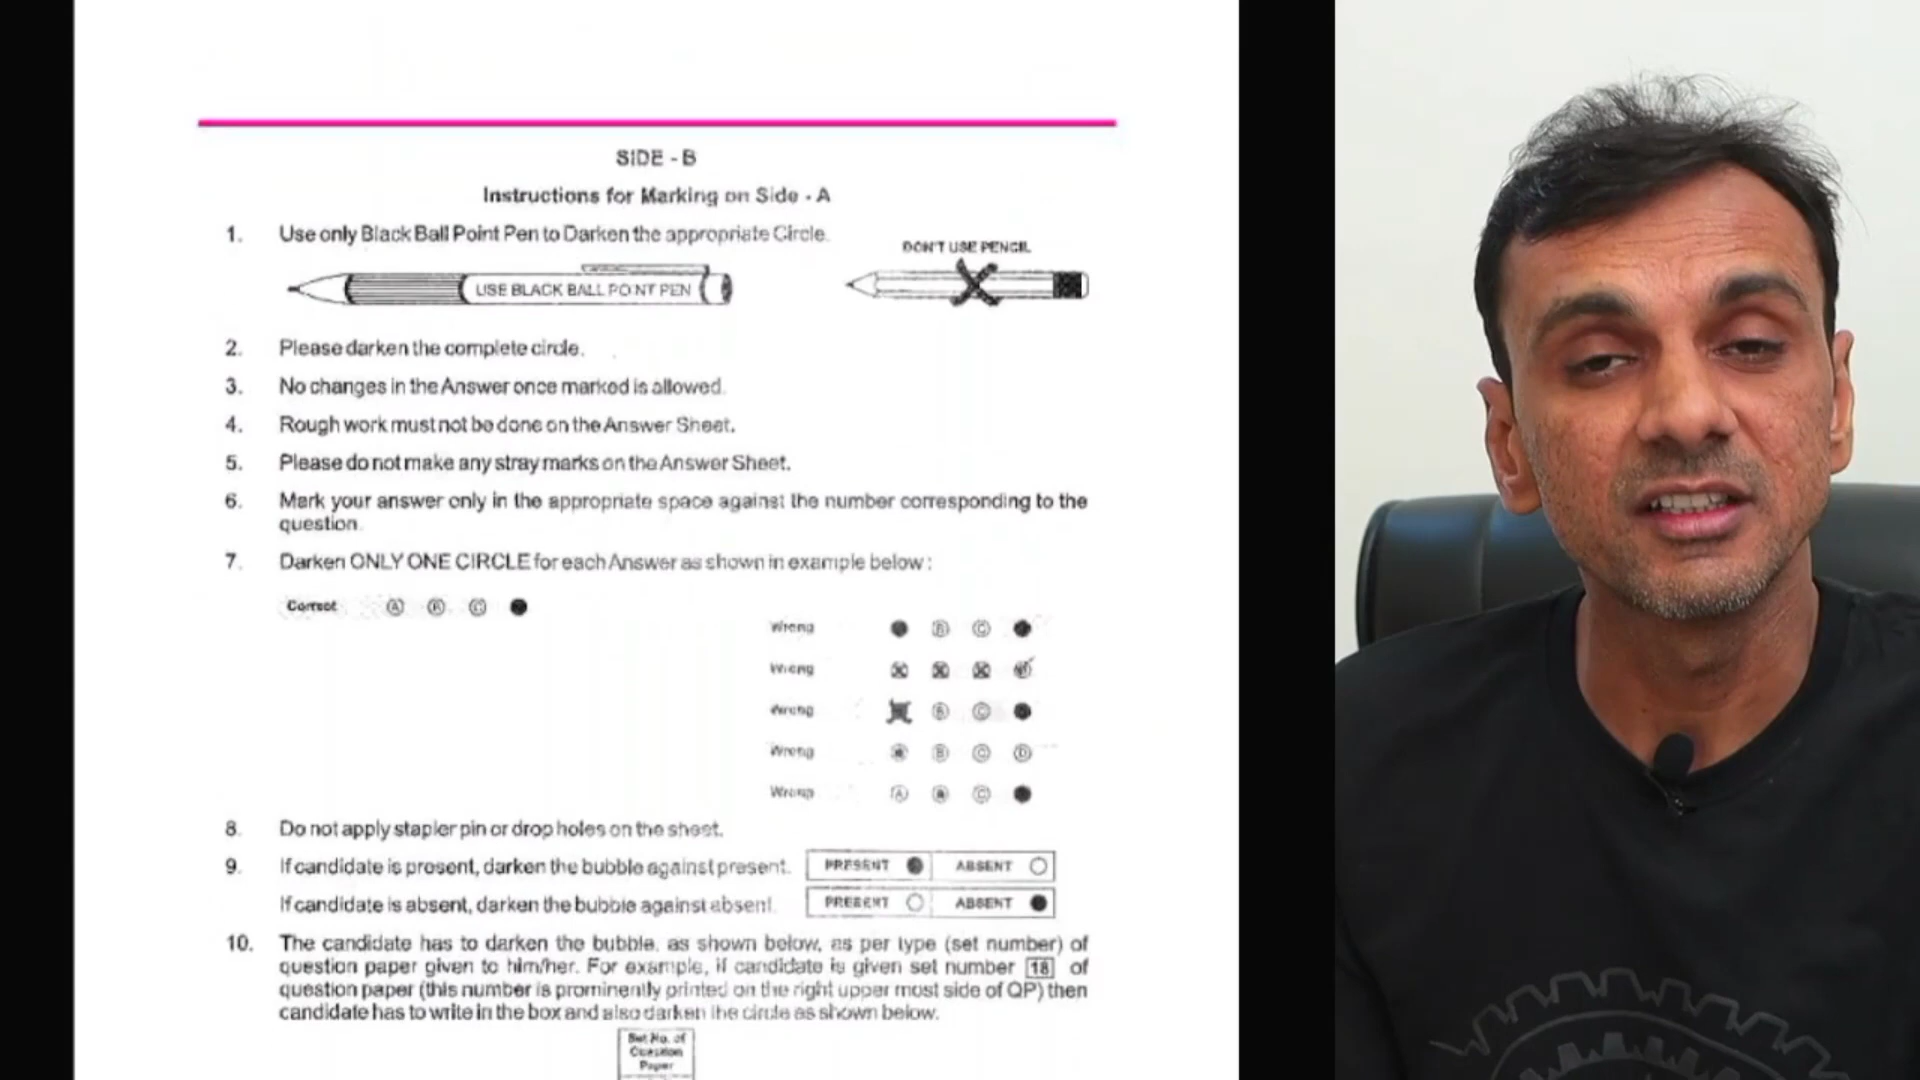 SIDE - B
Instructions for Marking on Side - A
1. Use only Black Ball Point Pen to Darken the appropriate Circle.
DON'T USE PENCIL
USE BLACK BALL POINT PEN
2. Please darken the complete circle.
3. No changes in the Answer once marked is allowed.
4. Rough work must not be done on the Answer Sheet.
5. Please do not make any stray marks on the Answer Sheet.
6. Mark your answer only in the appropriate space against the number corresponding to the
question.
7. Darken ONLY ONE CIRCLE for each Answer as shown in example below :
Correct A B C
Wrong B C
Wrong
Wrong B C
Wrong B C D
Wrong A C
8. Do not apply stapler pin or drop holes on the sheet.
9. If candidate is present, darken the bubble against present. PRESENT ABSENT
If candidate is absent, darken the bubble against absent. PRESENT ABSENT
10. The candidate has to darken the bubble, as shown below, as per type (set number) of
question paper given to him/her. For example, if candidate is given set number 18 of
question paper (this number is prominently printed on the right upper most side of QP) then
candidate has to write in the box and also darken the circle as shown below.
Set No. of
Question
Paper